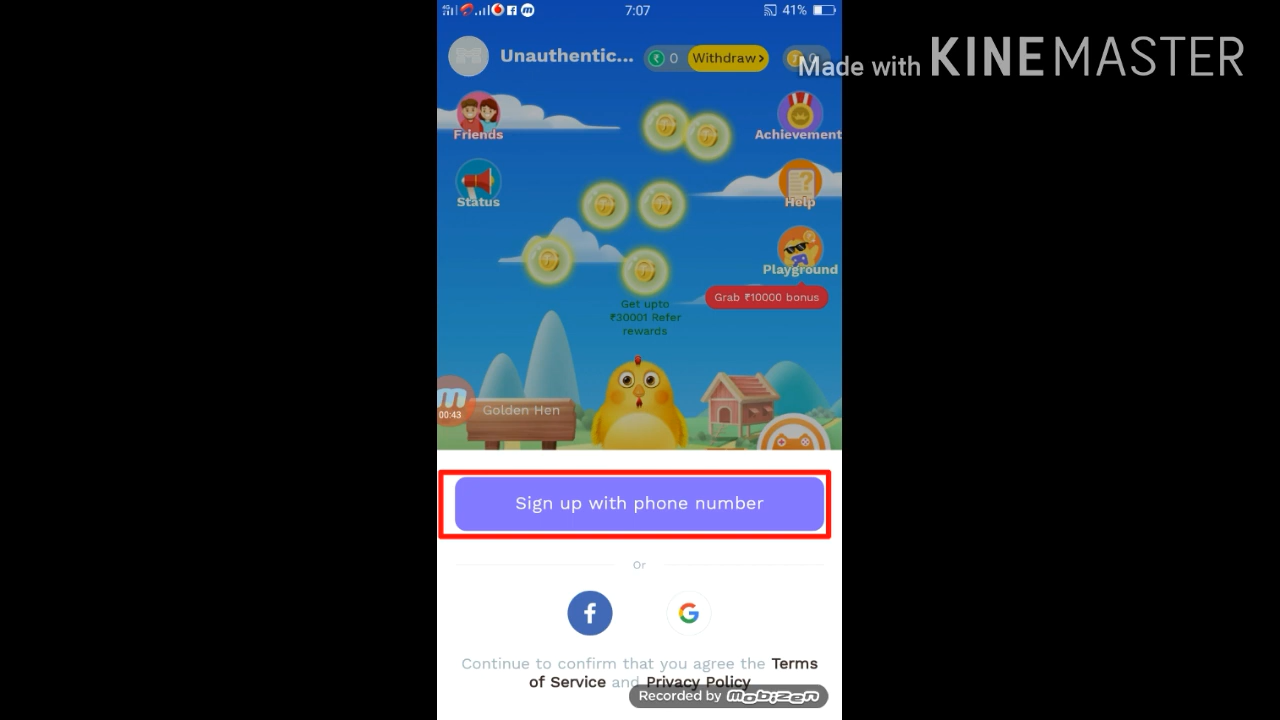 7:07
41%
Unauthentic...
0
Withdraw>
Made with KINEMASTER
Friends
Achievement
Status
Help
Playground
Grab ₹10000 bonus
Get upto
₹30001 Refer
rewards
m
00:43
Golden Hen
Sign up with phone number
Or
Continue to confirm that you agree the Terms
of Service and Privacy Policy
Recorded by mobizen